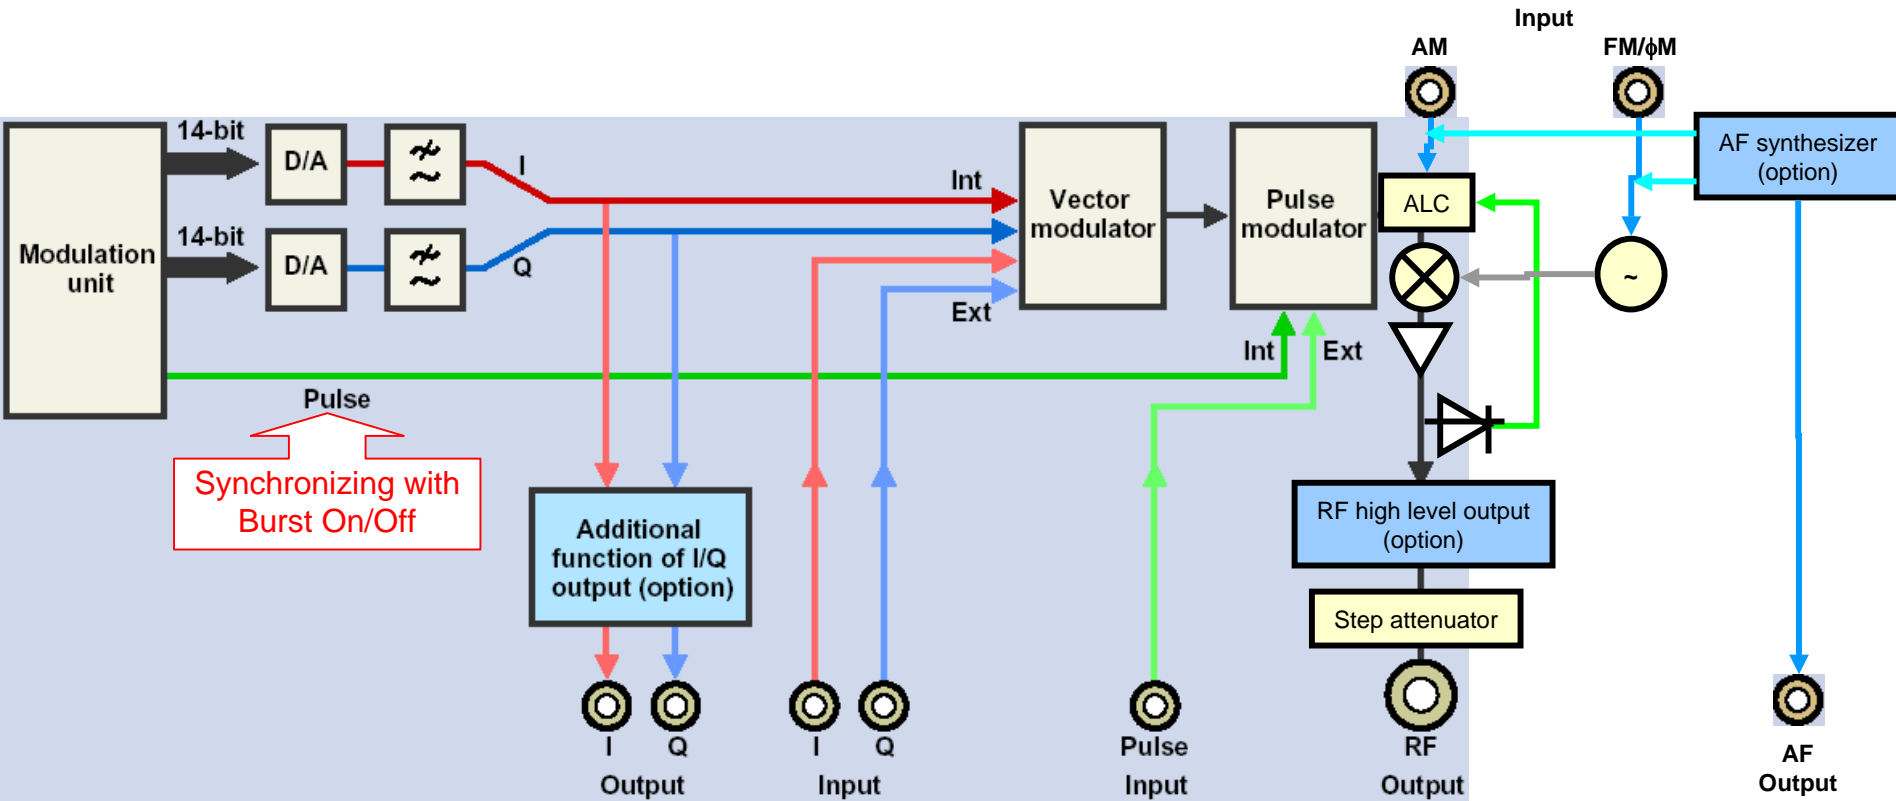 Input
AM
FM/ϕM
14-bit
D/A
I
Int
Vector
modulator
Pulse
modulator
ALC
AF synthesizer
(option)
Modulation
unit
14-bit
D/A
Q
Ext
~
Int
Ext
Pulse
Synchronizing with
Burst On/Off
Additional
function of I/Q
output (option)
RF high level output
(option)
Step attenuator
I
Q
Output
I
Q
Input
Pulse
Input
RF
Output
AF
Output